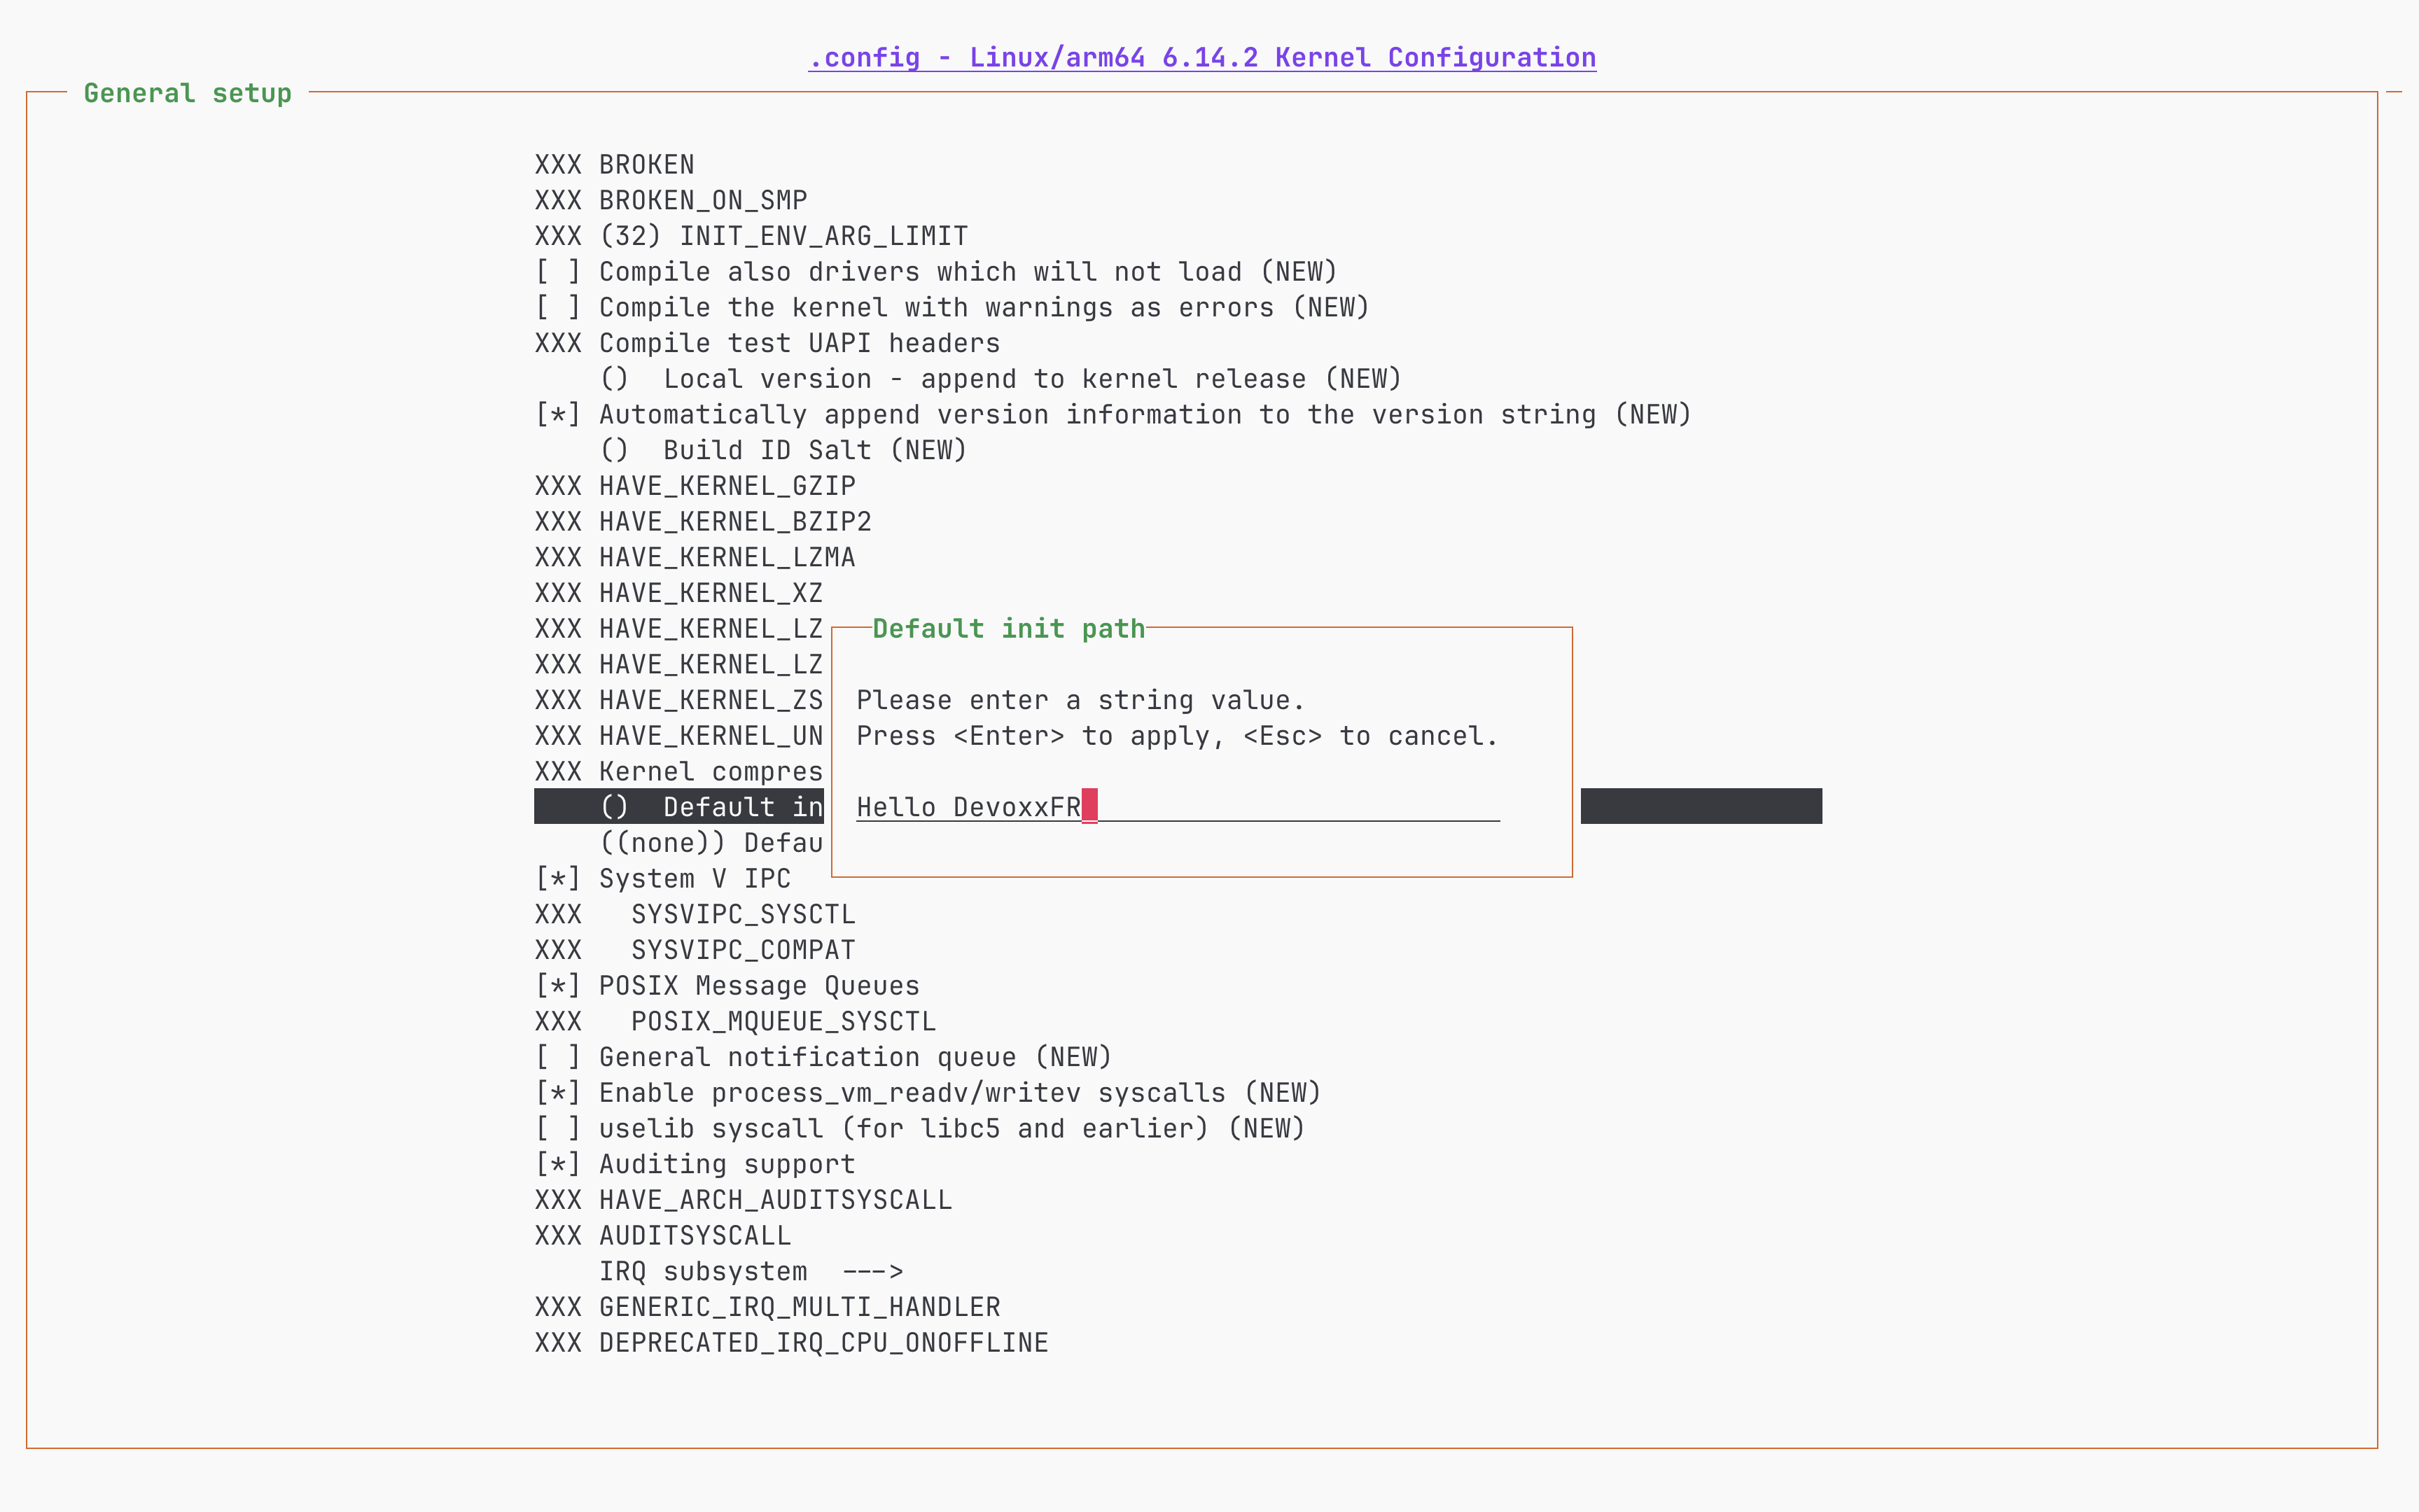 .config - Linux/arm64 6.14.2 Kernel Configuration
General setup
XXX BROKEN
XXX BROKEN_ON_SMP
XXX (32) INIT_ENV_ARG_LIMIT
[ ] Compile also drivers which will not load (NEW)
[ ] Compile the kernel with warnings as errors (NEW)
XXX Compile test UAPI headers
() Local version - append to kernel release (NEW)
[*] Automatically append version information to the version string (NEW)
() Build ID Salt (NEW)
XXX HAVE_KERNEL_GZIP
XXX HAVE_KERNEL_BZIP2
XXX HAVE_KERNEL_LZMA
XXX HAVE_KERNEL_XZ
XXX HAVE_KERNEL_LZ
XXX HAVE_KERNEL_LZ
XXX HAVE_KERNEL_ZS
XXX HAVE_KERNEL_UN
XXX Kernel compres
() Default in
((none)) Defau
Default init path
Please enter a string value.
Press <Enter> to apply, <Esc> to cancel.
Hello DevoxxFR
[*] System V IPC
XXX SYSVIPC_SYSCTL
XXX SYSVIPC_COMPAT
[*] POSIX Message Queues
XXX POSIX_MQUEUE_SYSCTL
[ ] General notification queue (NEW)
[*] Enable process_vm_readv/writev syscalls (NEW)
[ ] uselib syscall (for libc5 and earlier) (NEW)
[*] Auditing support
XXX HAVE_ARCH_AUDITSYSCALL
XXX AUDITSYSCALL
IRQ subsystem --->
XXX GENERIC_IRQ_MULTI_HANDLER
XXX DEPRECATED_IRQ_CPU_ONOFFLINE